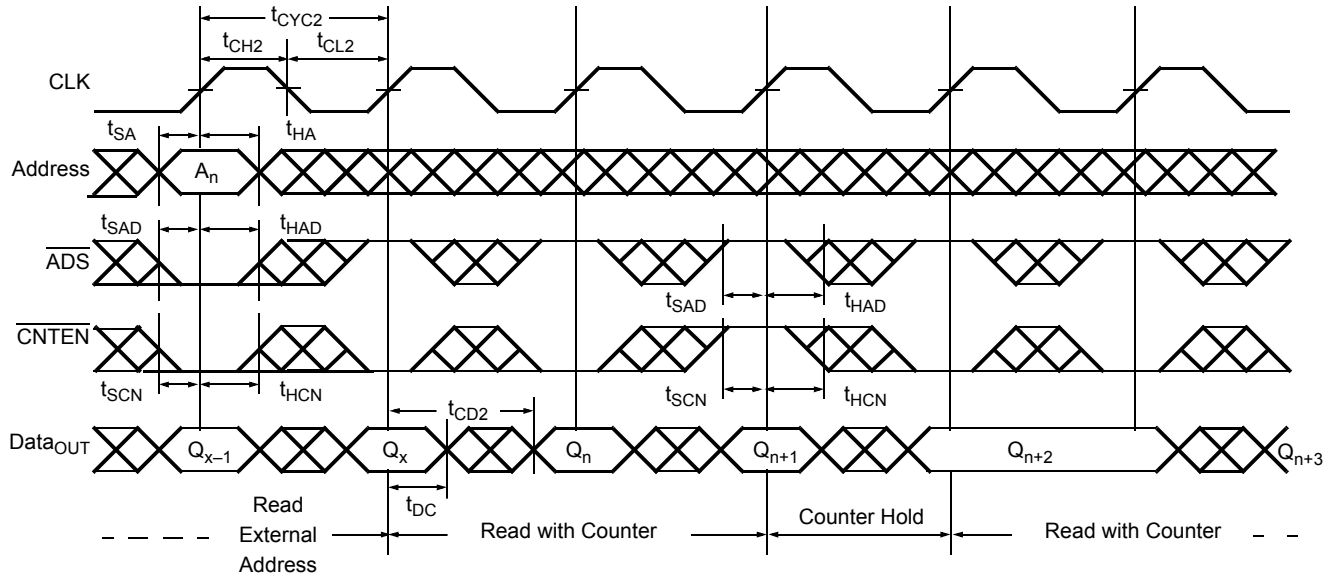 tCYC2
tCH2 tCL2
CLK
tSA tHA
Address An
tSAD tHAD
ADS
tSAD tHAD
CNTEN
tSCN tHCN tSCN tHCN
tCD2
DataOUT Qx–1 Qx Qn Qn+1 Qn+2 Qn+3
tDC
Read
External
Address
Read with Counter Counter Hold Read with Counter